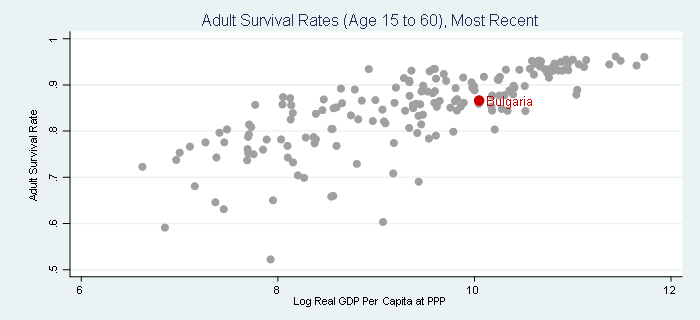 Adult Survival Rates (Age 15 to 60), Most Recent
Adult Survival Rate
1
.9
.8
.7
.6
.5
Bulgaria
6 8 10 12
Log Real GDP Per Capita at PPP